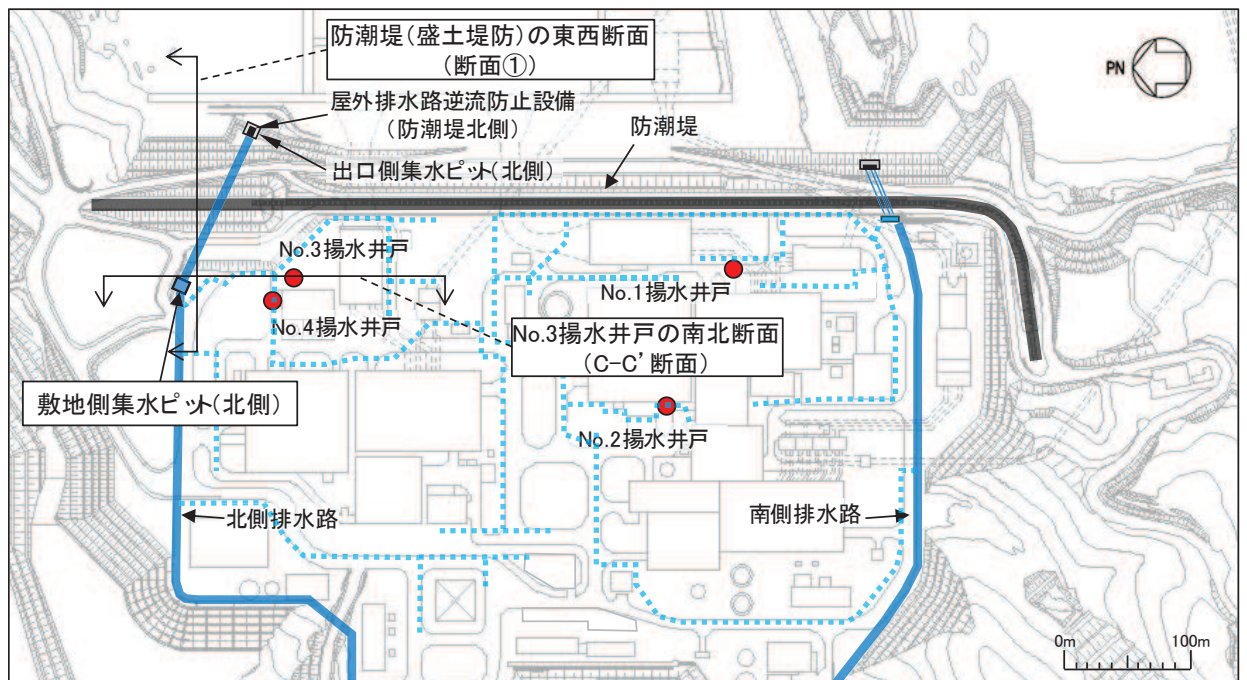 防潮堤(盛土堤防)の東西断面
(断面①)
PN
屋外排水路逆流防止設備
(防潮堤北側)
防潮堤
出口側集水ピット(北側)
No.3揚水井戸
No.1揚水井戸
No.4揚水井戸
No.3揚水井戸の南北断面
(C-C'断面)
敷地側集水ピット(北側)
No.2揚水井戸
北側排水路
南側排水路
0m
100m